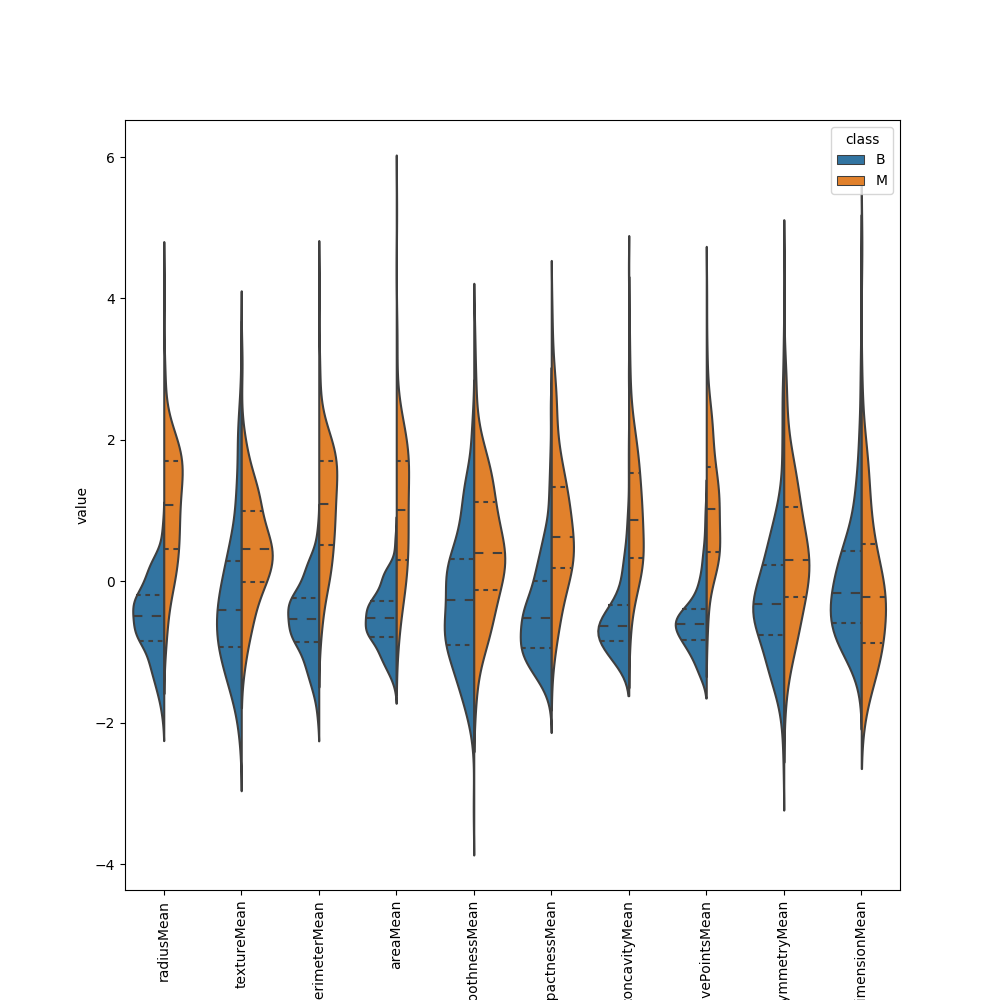 class
B
M
6
4
2
0
−2
−4
value
radiusMean
textureMean
erimeterMean
areaMean
oothnessMean
pactnessMean
oncavityMean
vePointsMean
ymmetryMean
imensionMean